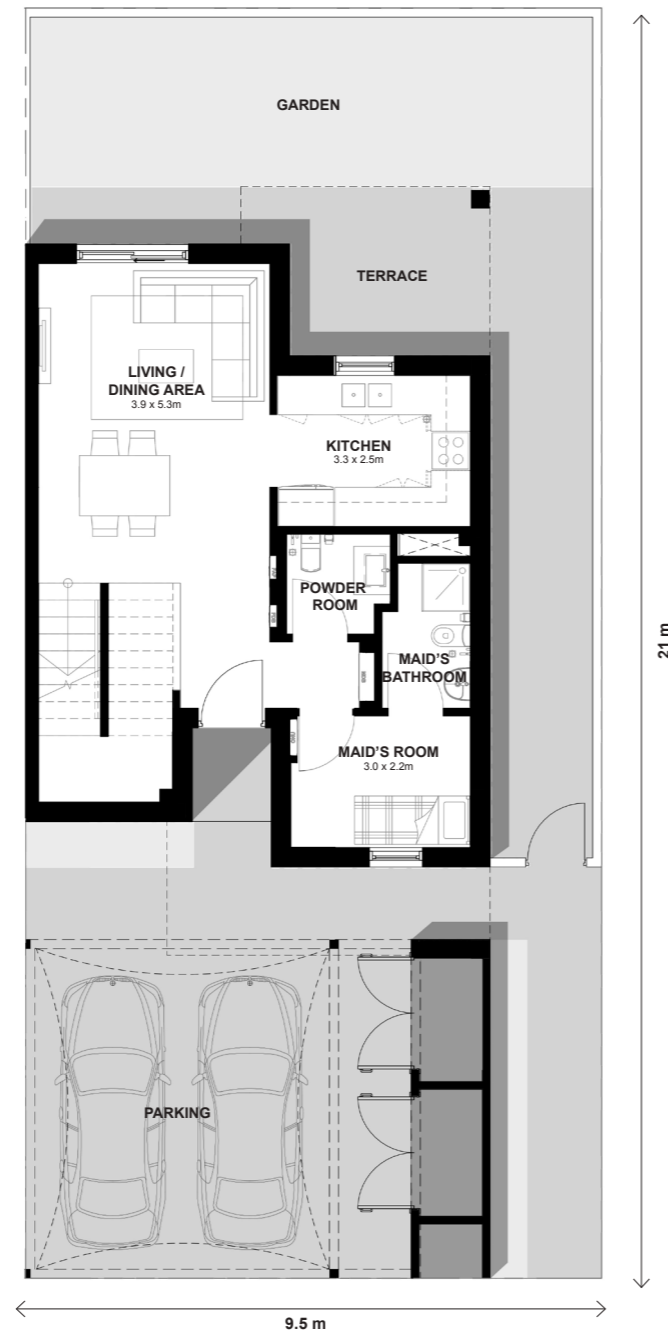 GARDEN
TERRACE
LIVING /
DINING AREA
3.9 x 5.3m
KITCHEN
3.3 x 2.5m
POWDER
ROOM
MAID'S
BATHROOM
MAID'S ROOM
3.0 x 2.2m
21 m
PARKING
9.5 m